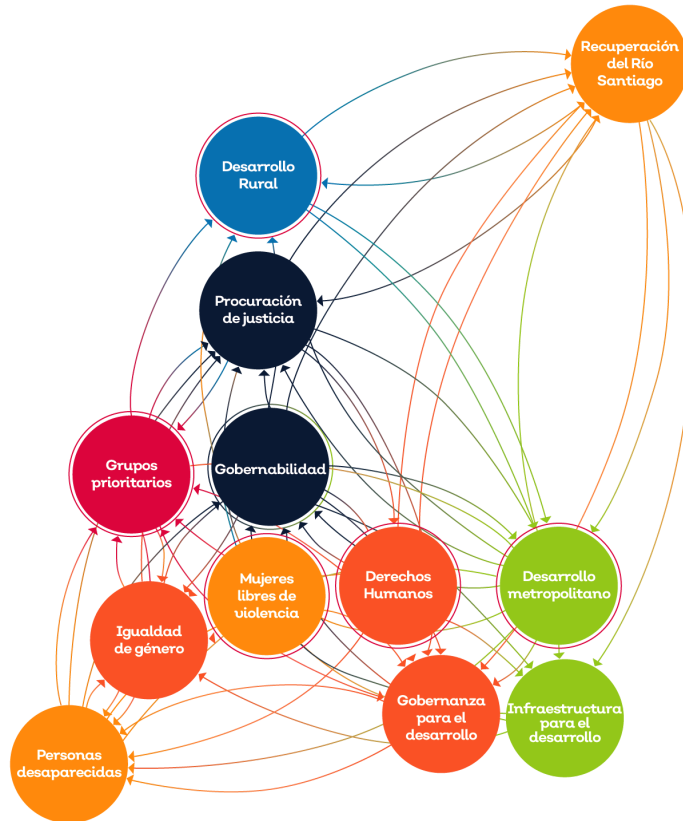 Recuperación
del Río
Santiago
Desarrollo
Rural
Procuración
de justicia
Grupos
prioritarios
Gobernabilidad
Mujeres
libres de
violencia
Derechos
Humanos
Desarrollo
metropolitano
Igualdad
de género
Gobernanza
para el
desarrollo
Infraestructura
para el
desarrollo
Personas
desaparecidas